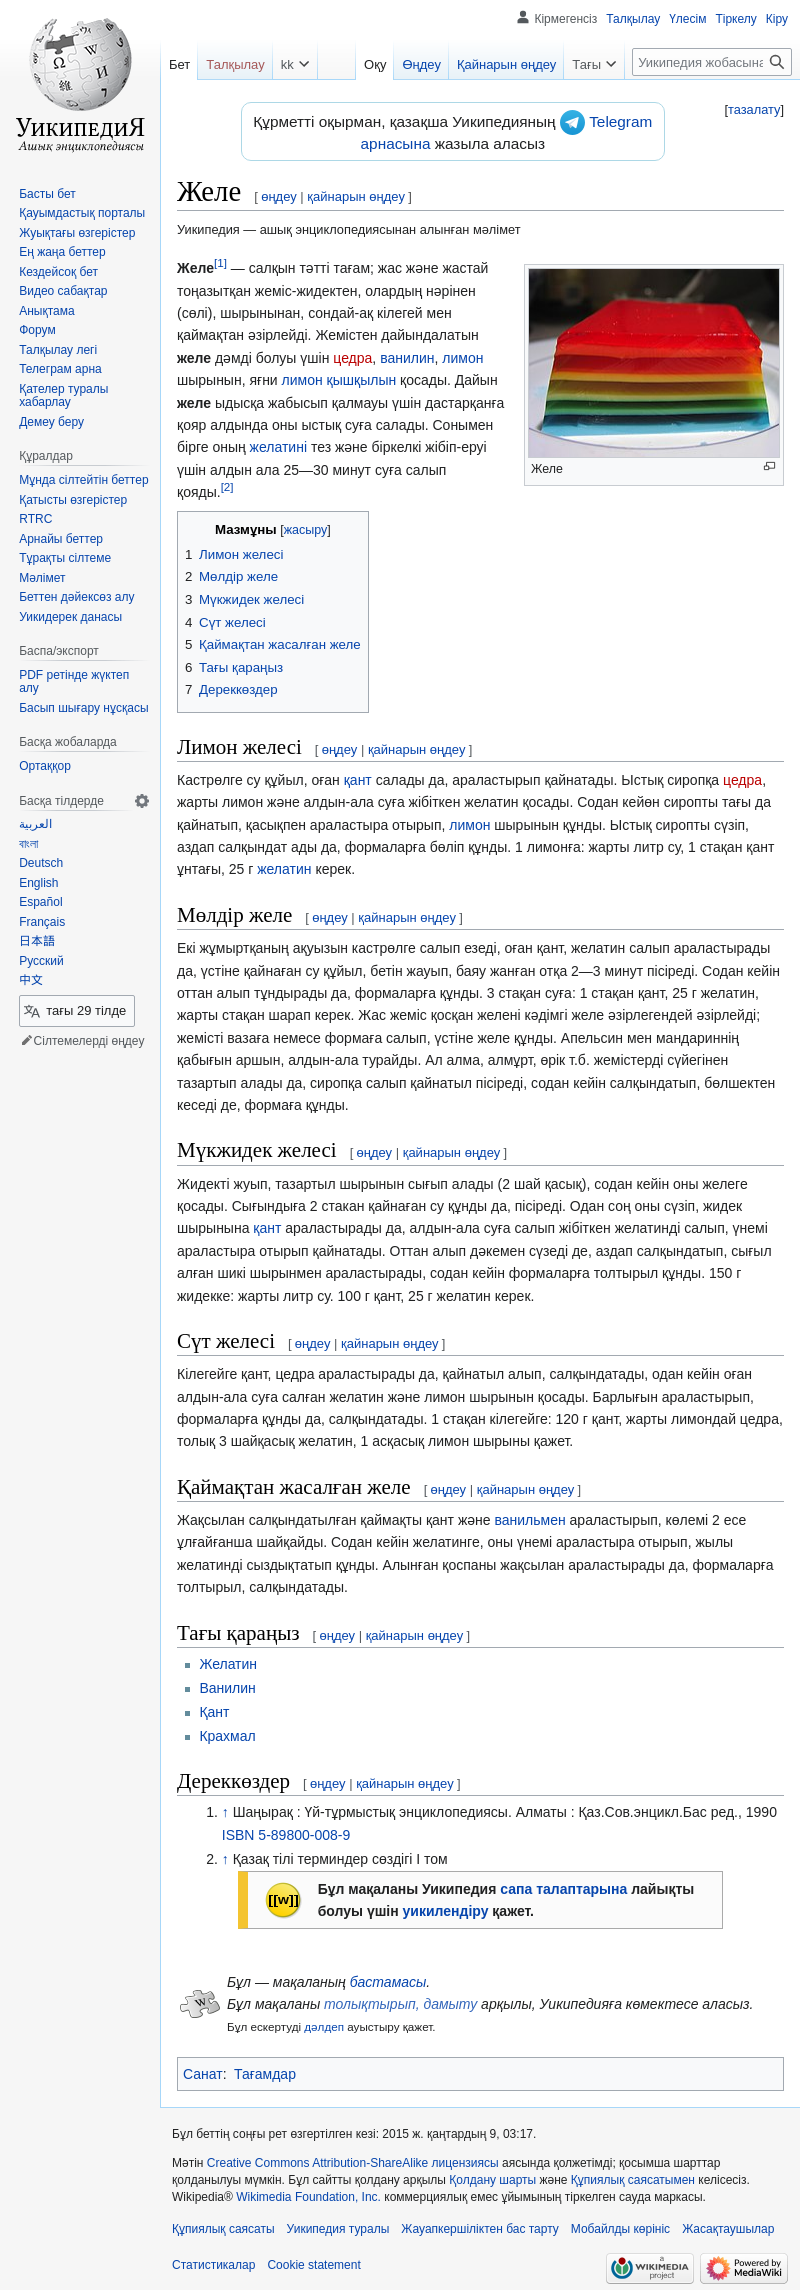 Кірмегенсіз Талқылау Үлесім Тіркелу Кіру
Бет Талқылау kk Оқу Өңдеу Қайнарын өңдеу Тағы Уикипедия жобасына
УикипедиЯ
Ашық энциклопедиясы
[тазалату]
Құрметті оқырман, қазақша Уикипедияның Telegram
арнасына жазыла аласыз
Басты бет
Қауымдастық порталы
Жуықтағы өзгерістер
Ең жаңа беттер
Кездейсоқ бет
Видео сабақтар
Анықтама
Форум
Талқылау легі
Телеграм арна
Қателер туралы
хабарлау
Демеу беру
Құралдар
Мұнда сілтейтін беттер
Қатысты өзгерістер
RTRC
Арнайы беттер
Тұрақты сілтеме
Мәлімет
Беттен дәйексөз алу
Уикидерек данасы
Баспа/экспорт
PDF ретінде жүктеп
алу
Басып шығару нұсқасы
Басқа жобаларда
Ортаққор
Басқа тілдерде
العربية
বাংলা
Deutsch
English
Español
Français
日本語
Русский
中文
тағы 29 тілде
Сілтемелерді өңдеу
Желе [ өңдеу | қайнарын өңдеу ]
Уикипедия — ашық энциклопедиясынан алынған мәлімет
Желе[1] — салқын тәтті тағам; жас және жастай
тоңазытқан жеміс-жидектен, олардың нәрінен
(сөлі), шырынынан, сондай-ақ кілегей мен
қаймақтан әзірлейді. Жемістен дайындалатын
желе дәмді болуы үшін цедра, ванилин, лимон
шырынын, яғни лимон қышқылын қосады. Дайын
желе ыдысқа жабысып қалмауы үшін дастарқанға
қояр алдында оны ыстық суға салады. Сонымен
бірге оның желатині тез және біркелкі жібіп-еруі
үшін алдын ала 25—30 минут суға салып
қояды.[2]
Желе
Мазмұны [жасыру]
1 Лимон желесі
2 Мөлдір желе
3 Мүкжидек желесі
4 Сүт желесі
5 Қаймақтан жасалған желе
6 Тағы қараңыз
7 Дереккөздер
Лимон желесі [ өңдеу | қайнарын өңдеу ]
Кастрөлге су құйыл, оған қант салады да, араластырып қайнатады. Ыстық сиропқа цедра,
жарты лимон және алдын-ала суға жібіткен желатин қосады. Содан кейөн сиропты тағы да
қайнатып, қасықпен араластыра отырып, лимон шырынын құнды. Ыстық сиропты сүзіп,
аздап салқындат ады да, формаларға бөліп құнды. 1 лимонға: жарты литр су, 1 стақан қант
ұнтағы, 25 г желатин керек.
Мөлдір желе [ өңдеу | қайнарын өңдеу ]
Екі жұмыртқаның ақуызын кастрөлге салып езеді, оған қант, желатин салып араластырады
да, үстіне қайнаған су құйыл, бетін жауып, баяу жанған отқа 2—3 минут пісіреді. Содан кейін
оттан алып тұндырады да, формаларға құнды. 3 стақан суға: 1 стақан қант, 25 г желатин,
жарты стақан шарап керек. Жас жеміс қосқан желені кәдімгі желе әзірлегендей әзірлейді;
жемісті вазаға немесе формаға салып, үстіне желе құнды. Апельсин мен мандариннің
қабығын аршын, алдын-ала турайды. Ал алма, алмұрт, өрік т.б. жемістерді сүйегінен
тазартып алады да, сиропқа салып қайнатыл пісіреді, содан кейін салқындатып, бөлшектен
кеседі де, формаға құнды.
Мүкжидек желесі [ өңдеу | қайнарын өңдеу ]
Жидекті жуып, тазартыл шырынын сығып алады (2 шай қасық), содан кейін оны желеге
қосады. Сығындыға 2 стакан қайнаған су құнды да, пісіреді. Одан соң оны сүзіп, жидек
шырынына қант араластырады да, алдын-ала суға салып жібіткен желатинді салып, үнемі
араластыра отырып қайнатады. Оттан алып дәкемен сүзеді де, аздап салқындатып, сығыл
алған шикі шырынмен араластырады, содан кейін формаларға толтырыл құнды. 150 г
жидекке: жарты литр су. 100 г қант, 25 г желатин керек.
Сүт желесі [ өңдеу | қайнарын өңдеу ]
Кілегейге қант, цедра араластырады да, қайнатыл алып, салқындатады, одан кейін оған
алдын-ала суға салған желатин және лимон шырынын қосады. Барлығын араластырып,
формаларға құнды да, салқындатады. 1 стақан кілегейге: 120 г қант, жарты лимондай цедра,
толық 3 шайқасық желатин, 1 асқасық лимон шырыны қажет.
Қаймақтан жасалған желе [ өңдеу | қайнарын өңдеу ]
Жақсылан салқындатылған қаймақты қант және ванильмен араластырып, көлемі 2 есе
ұлғайғанша шайқайды. Содан кейін желатинге, оны үнемі араластыра отырып, жылы
желатинді сыздықтатып құнды. Алынған қоспаны жақсылан араластырады да, формаларға
толтырыл, салқындатады.
Тағы қараңыз [ өңдеу | қайнарын өңдеу ]
Желатин
Ванилин
Қант
Крахмал
Дереккөздер [ өңдеу | қайнарын өңдеу ]
1. ↑ Шаңырақ : Үй-тұрмыстық энциклопедиясы. Алматы : Қаз.Сов.энцикл.Бас ред., 1990
ISBN 5-89800-008-9
2. ↑ Қазақ тілі терминдер сөздігі I том
[[w]] Бұл мақаланы Уикипедия сапа талаптарына лайықты
болуы үшін уикилендіру қажет.
Бұл — мақаланың бастамасы.
Бұл мақаланы толықтырып, дамыту арқылы, Уикипедияға көмектесе аласыз.
Бұл ескертуді дәлдеп ауыстыру қажет.
Санат: Тағамдар
Бұл беттің соңғы рет өзгертілген кезі: 2015 ж. қаңтардың 9, 03:17.
Мәтін Creative Commons Attribution-ShareAlike лицензиясы аясында қолжетімді; қосымша шарттар
қолданылуы мүмкін. Бұл сайтты қолдану арқылы Қолдану шарты және Құпиялық саясатымен келісесіз.
Wikipedia® Wikimedia Foundation, Inc. коммерциялық емес ұйымының тіркелген сауда маркасы.
Құпиялық саясаты Уикипедия туралы Жауапкершіліктен бас тарту Мобайлды көрініс Жасақтаушылар
Статистикалар Cookie statement
a WIKIMEDIA project
Powered by MediaWiki